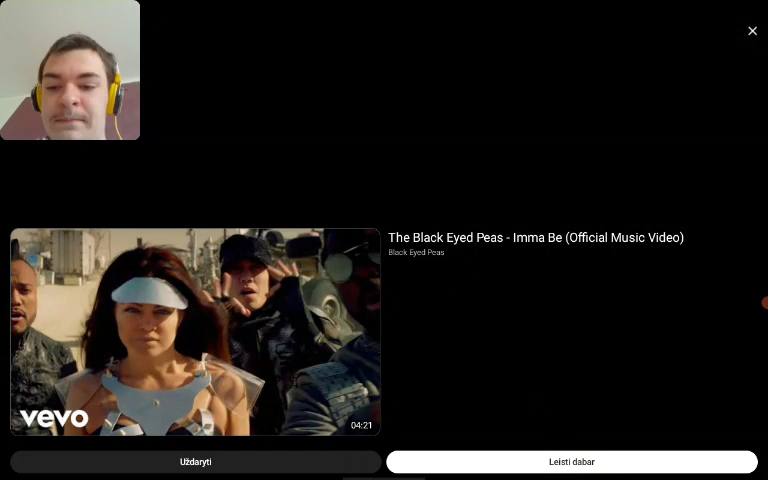 The Black Eyed Peas - Imma Be (Official Music Video)
Black Eyed Peas
vevo
04:21
Uždaryti
Leisti dabar